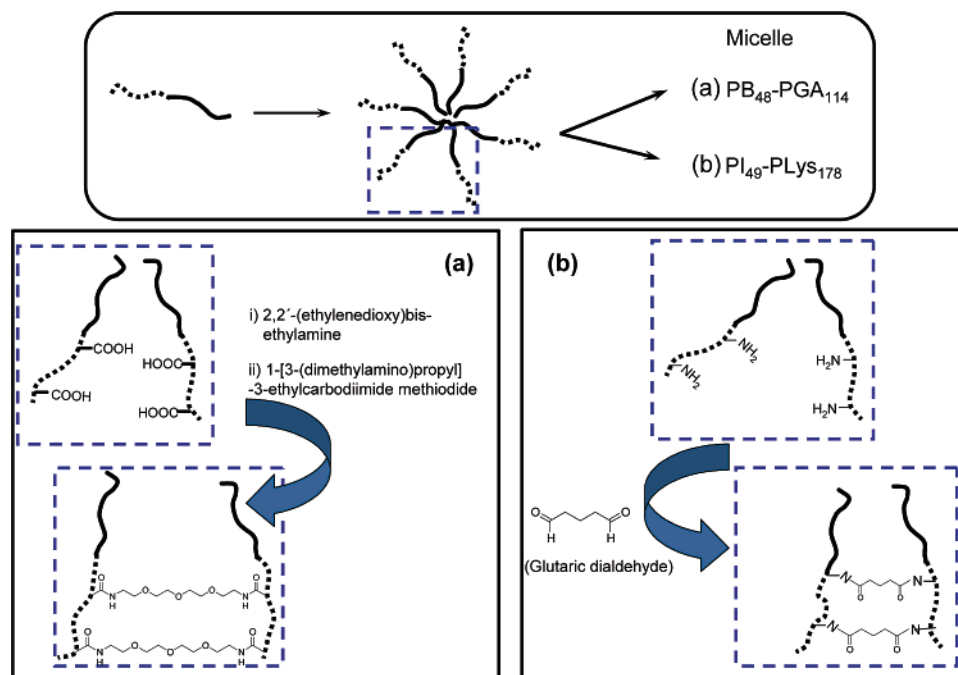 Micelle
(a) PB48-PGA114
(b) PI49-PLys178
(a)
COOH
HOOC
COOH
HOOC
i) 2,2´-(ethylenedioxy)bis-
ethylamine
ii) 1-[3-(dimethylamino)propyl]
-3-ethylcarbodiimide methiodide
O
N
H
O
O
O
N
H
O
O
N
H
O
O
O
N
H
O
(b)
NH2
NH2
H2N
H2N
O
H
O
H
(Glutaric dialdehyde)
N
O
O
N
N
O
O
N